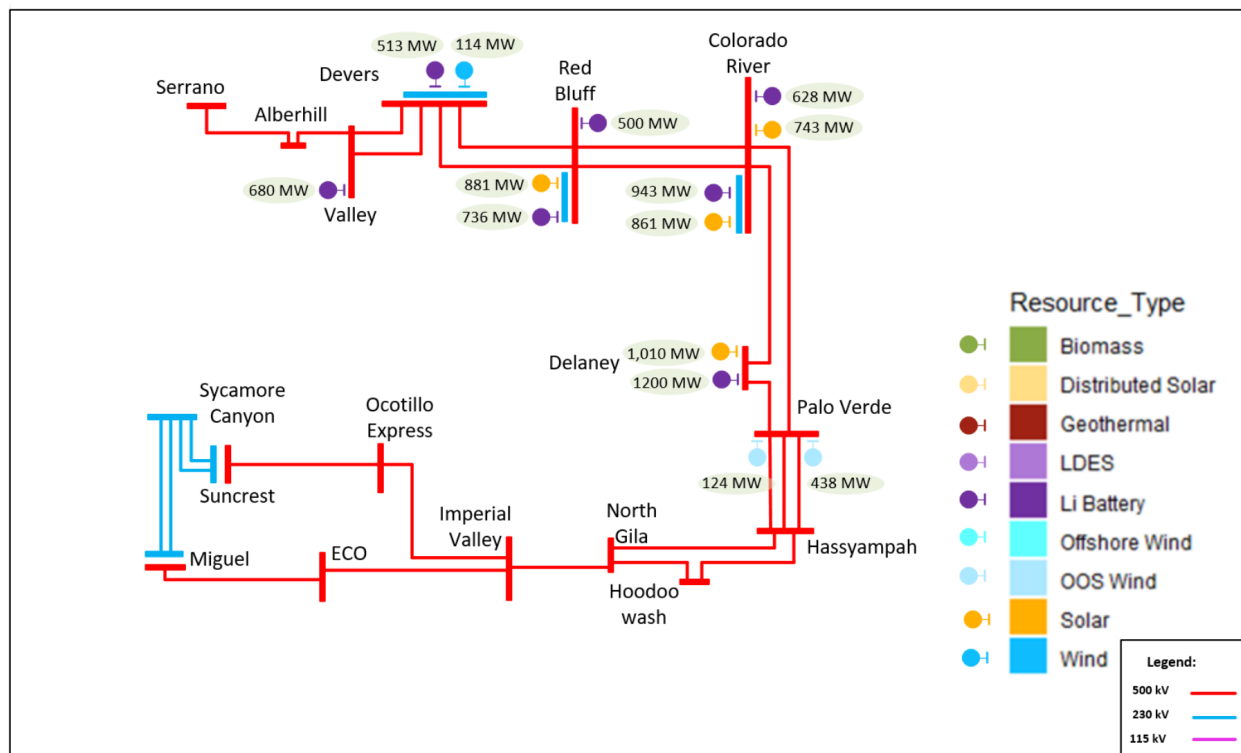 513 MW
114 MW
Colorado
River
Devers
Red
Bluff
Serrano
628 MW
Alberhill
500 MW
743 MW
680 MW
881 MW
943 MW
Valley
736 MW
861 MW
Resource_Type
Biomass
Distributed Solar
Geothermal
LDES
Li Battery
Offshore Wind
OOS Wind
Solar
Wind
Delaney
1,010 MW
1200 MW
Sycamore
Canyon
Ocotillo
Express
Palo Verde
124 MW
438 MW
Suncrest
Imperial
Valley
North
Gila
Hassyampah
Miguel
ECO
Hoodoo
wash
Legend:
500 kV
230 kV
115 kV